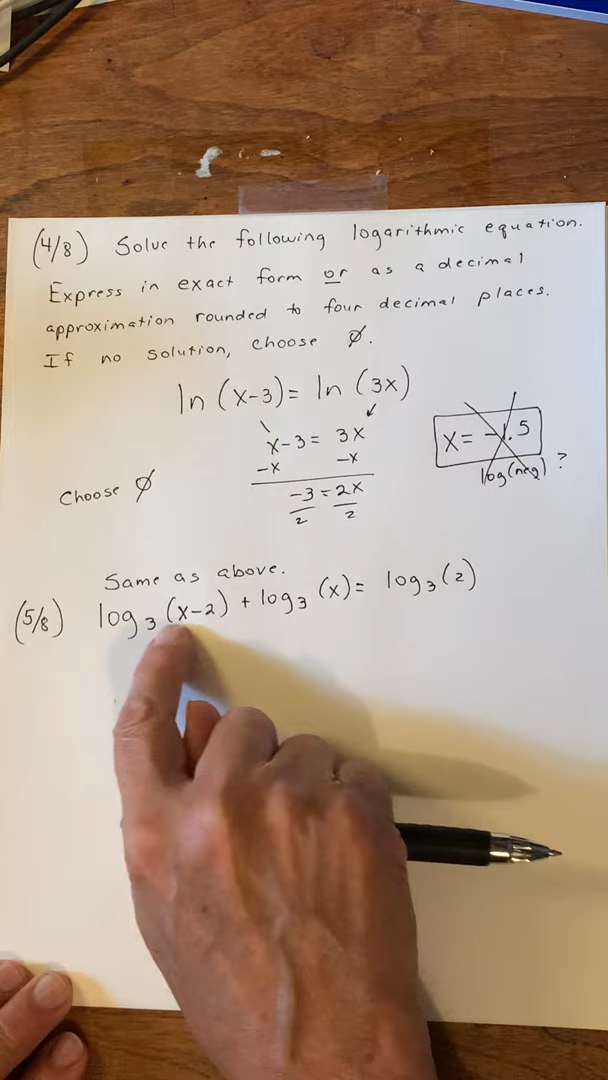 (4/8) Solve the following logarithmic equation.
Express in exact form or as a decimal
approximation rounded to four decimal places.
If no solution, choose Ø.
ln (x-3) = ln (3x)
x-3 = 3x
-x -x
-3 = 2x
2 2
x = -1.5
log(neg) ?
Choose Ø
Same as above.
(5/8) log₃ (x-2) + log₃ (x) = log₃ (2)